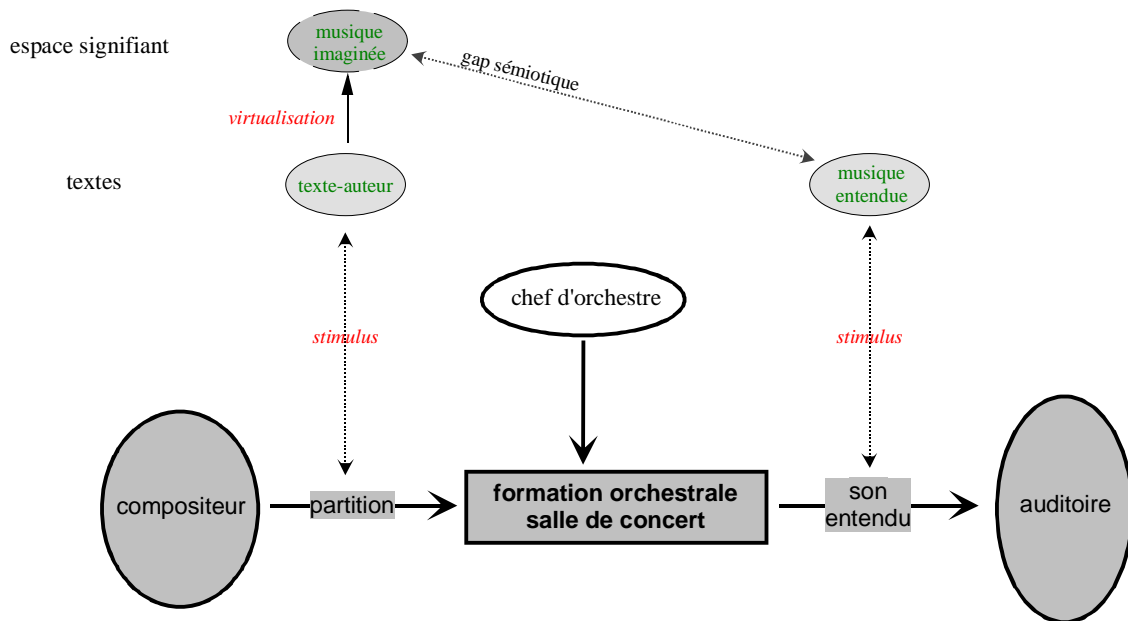 espace signifiant
musique
imaginée
gap sémiotique
virtualisation
textes
texte-auteur
musique
entendue
chef d'orchestre
stimulus
stimulus
compositeur
partition
formation orchestrale
salle de concert
son
entendu
auditoire